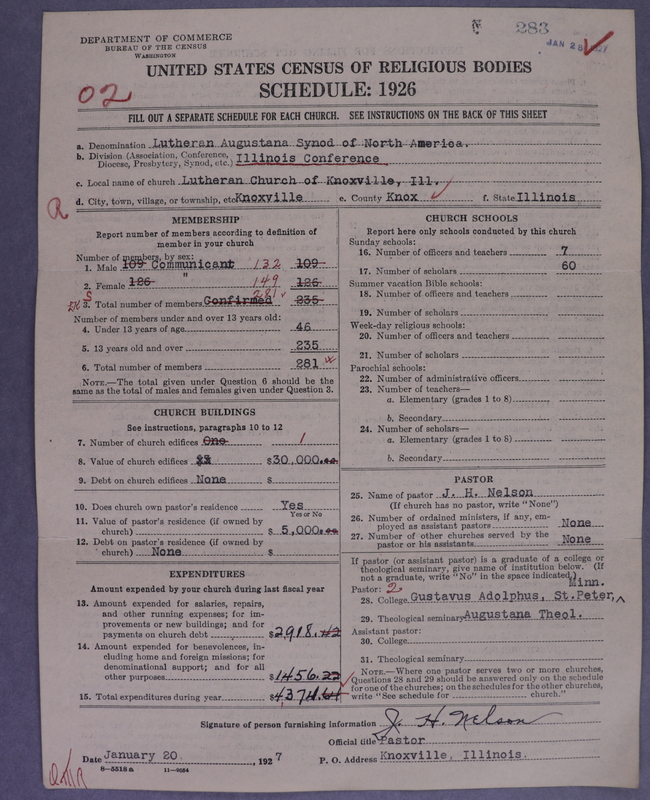 283
JAN 28
DEPARTMENT OF COMMERCE
BUREAU OF THE CENSUS
WASHINGTON
UNITED STATES CENSUS OF RELIGIOUS BODIES
SCHEDULE: 1926
02
FILL OUT A SEPARATE SCHEDULE FOR EACH CHURCH. SEE INSTRUCTIONS ON THE BACK OF THIS SHEET
a. Denomination Lutheran Augustana Synod of North America.
b. Division (Association, Conference, Diocese, Presbytery, Synod, etc.) Illinois Conference
c. Local name of church Lutheran Church of Knoxville, Ill.
d. City, town, village, or township, etc Knoxville e. County Knox f. State Illinois
R
MEMBERSHIP
Report number of members according to definition of
member in your church
Number of members, by sex:
1. Male 109 Communicant 132 109
2. Female 126 " 149 126
3. Total number of members Confirmed 281 235
Number of members under and over 13 years old:
4. Under 13 years of age 46
5. 13 years old and over 235
6. Total number of members 281
NOTE.—The total given under Question 6 should be the
same as the total of males and females given under Question 3.
CHURCH BUILDINGS
See instructions, paragraphs 10 to 12
7. Number of church edifices One 1
8. Value of church edifices $30,000.00
9. Debt on church edifices None $
10. Does church own pastor's residence Yes
Yes or No
11. Value of pastor's residence (if owned by
church) $ 5,000.00
12. Debt on pastor's residence (if owned by
church) None $
EXPENDITURES
Amount expended by your church during last fiscal year
13. Amount expended for salaries, repairs,
and other running expenses; for im-
provements or new buildings; and for
payments on church debt $2918.42
14. Amount expended for benevolences, in-
cluding home and foreign missions; for
denominational support; and for all
other purposes $1456.22
15. Total expenditures during year $4374.64
CHURCH SCHOOLS
Report here only schools conducted by this church
Sunday schools:
16. Number of officers and teachers 7
17. Number of scholars 60
Summer vacation Bible schools:
18. Number of officers and teachers
19. Number of scholars
Week-day religious schools:
20. Number of officers and teachers
21. Number of scholars
Parochial schools:
22. Number of administrative officers
23. Number of teachers—
a. Elementary (grades 1 to 8)
b. Secondary
24. Number of scholars—
a. Elementary (grades 1 to 8)
b. Secondary
PASTOR
25. Name of pastor J. H. Nelson
(If church has no pastor, write "None")
26. Number of ordained ministers, if any, em-
ployed as assistant pastors None
27. Number of other churches served by the
pastor or his assistants None
If pastor (or assistant pastor) is a graduate of a college or
theological seminary, give name of institution below. (If
not a graduate, write "No" in the space indicated.)
Pastor: 2 Minn.
28. College Gustavus Adolphus, St.Peter,
29. Theological seminary Augustana Theol.
Assistant pastor:
30. College
31. Theological seminary
NOTE.—Where one pastor serves two or more churches,
Questions 28 and 29 should be answered only on the schedule
for one of the churches; on the schedules for the other churches,
write "See schedule for church."
Signature of person furnishing information J. H. Nelson
Official title Pastor
Date January 20, 1927 P. O. Address Knoxville, Illinois.
8—5518a 11—9054